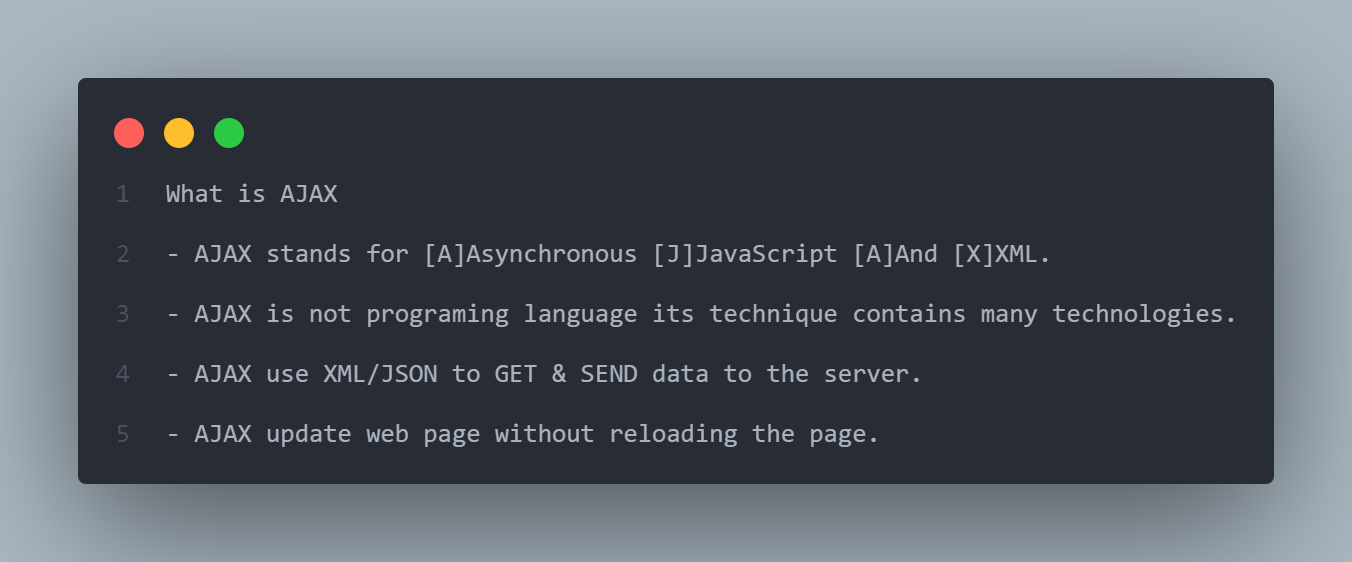 1 What is AJAX
2 - AJAX stands for [A]Asynchronous [J]JavaScript [A]And [X]XML.
3 - AJAX is not programing language its technique contains many technologies.
4 - AJAX use XML/JSON to GET & SEND data to the server.
5 - AJAX update web page without reloading the page.